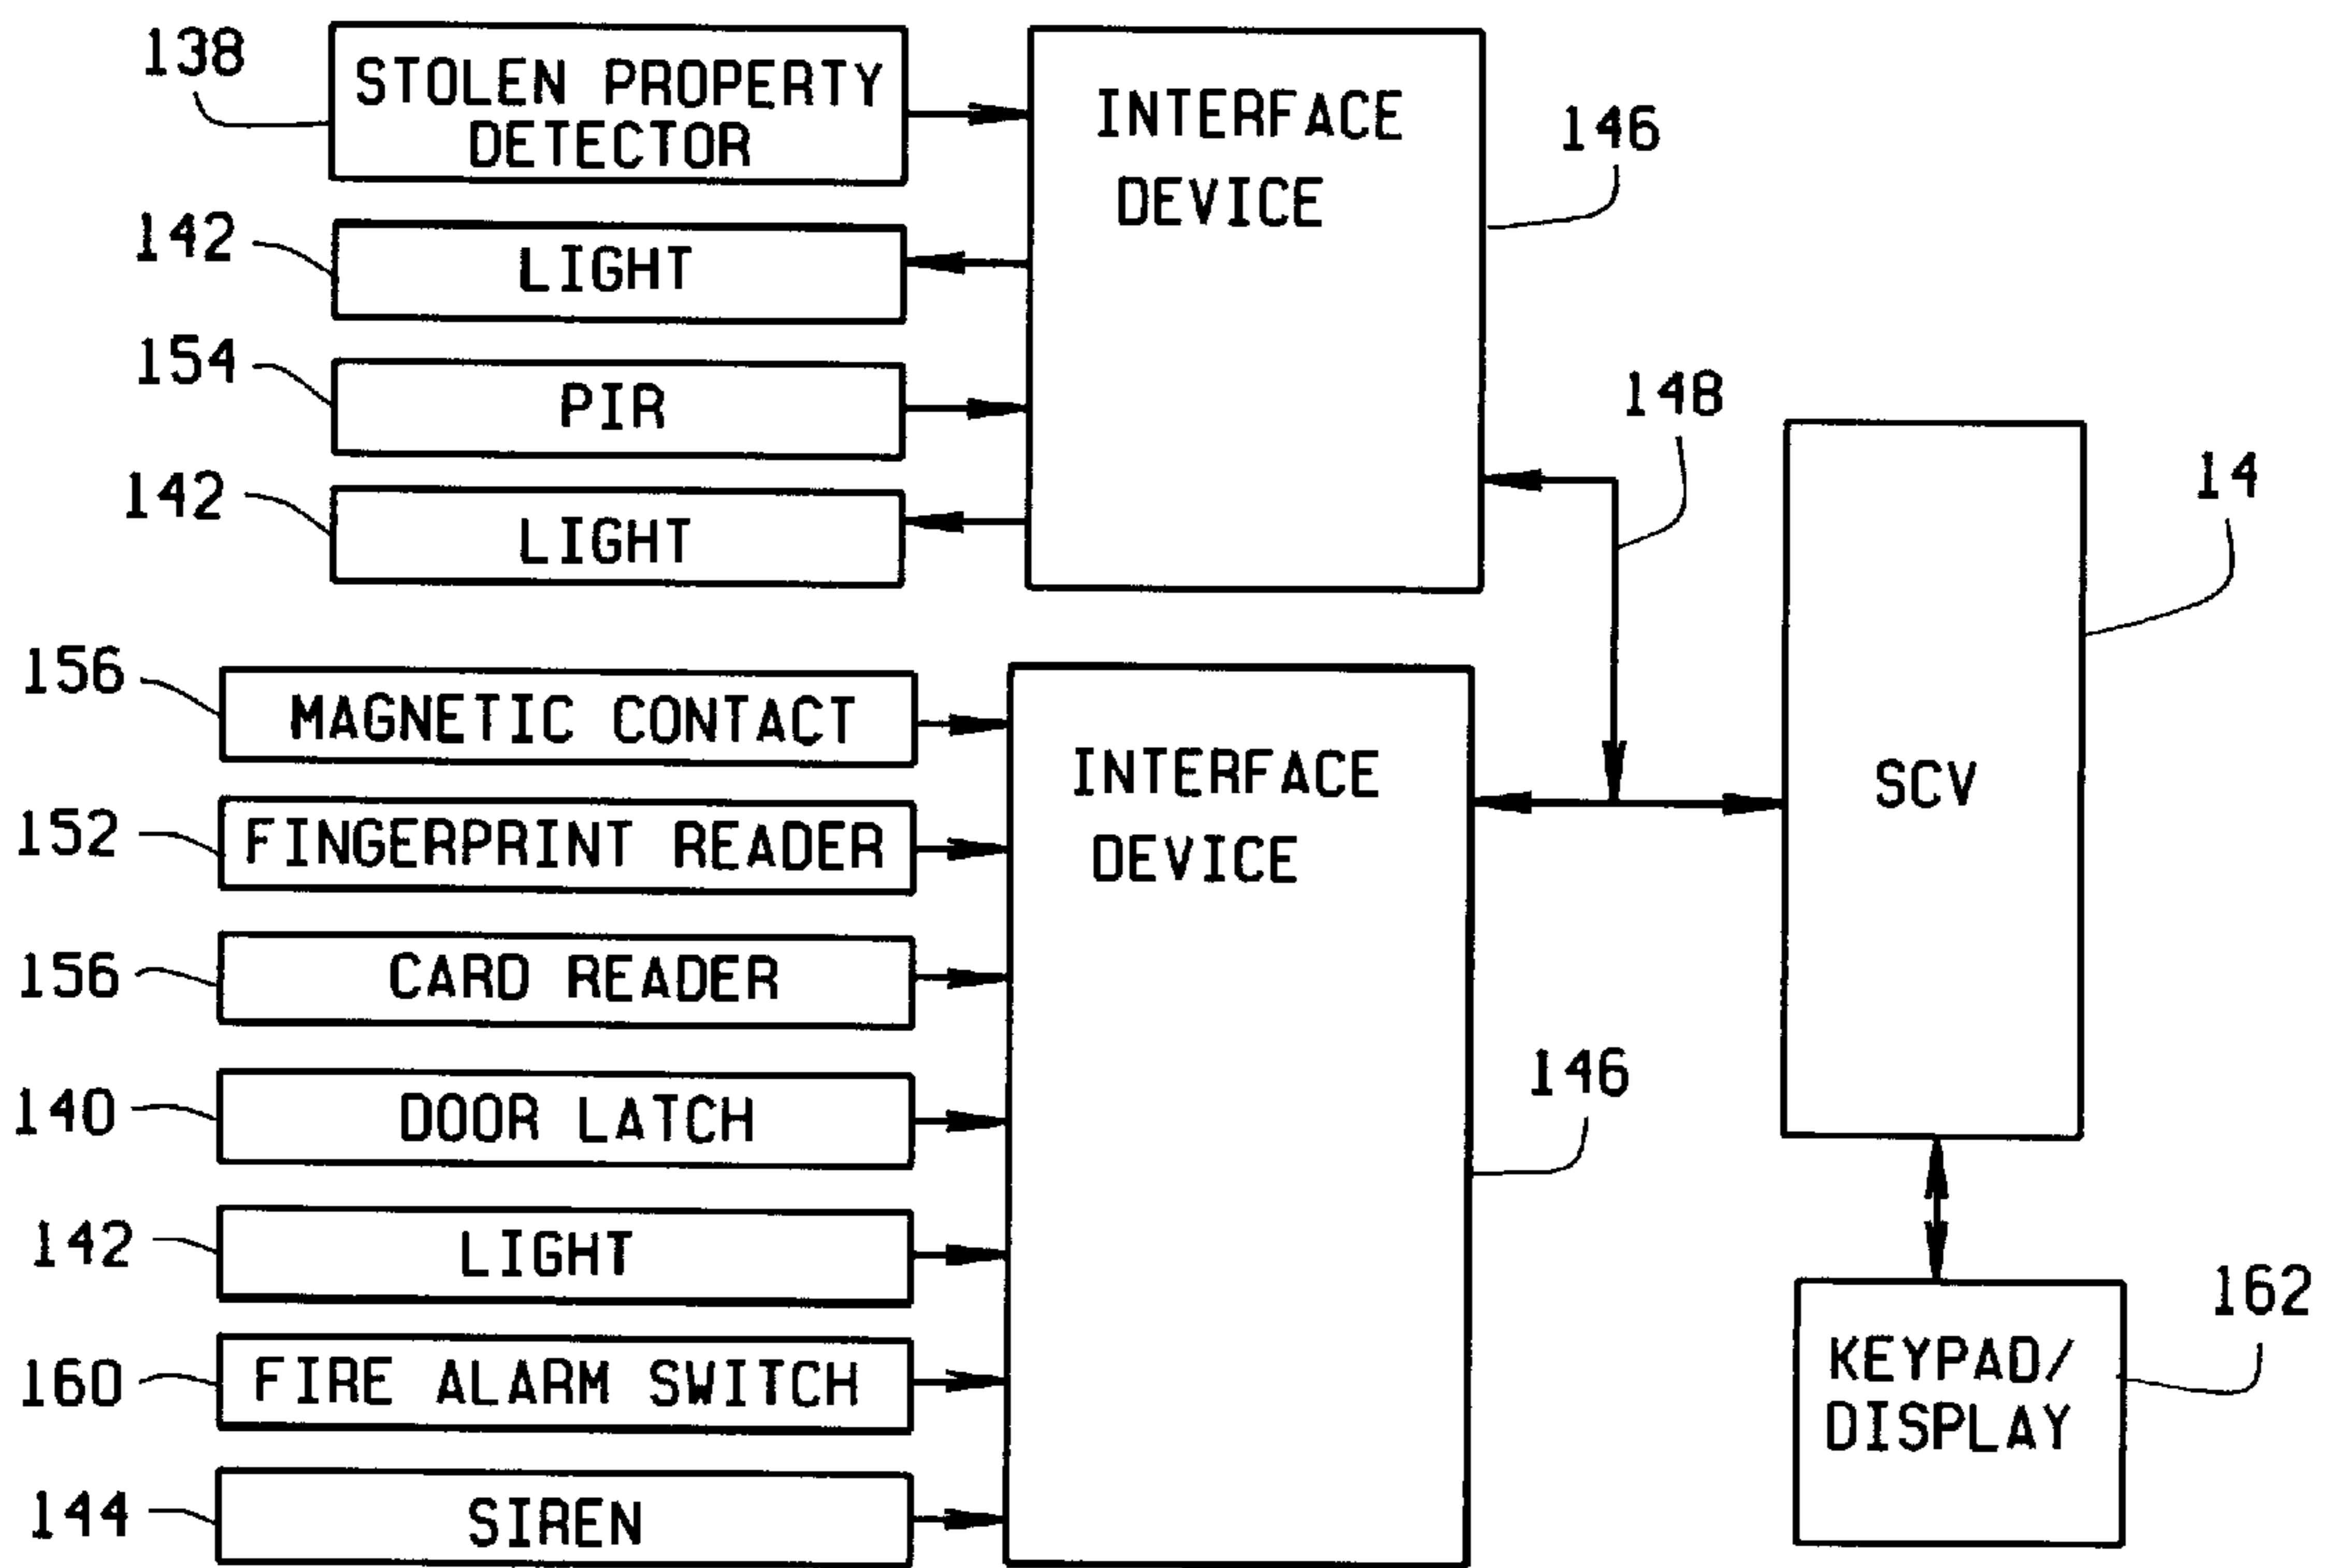 138
STOLEN PROPERTY
DETECTOR
INTERFACE
DEVICE
146
142
LIGHT
154
PIR
148
142
LIGHT
14
156
MAGNETIC CONTACT
INTERFACE
DEVICE
SCV
152
FINGERPRINT READER
156
CARD READER
140
DOOR LATCH
146
142
LIGHT
160
FIRE ALARM SWITCH
162
KEYPAD/
DISPLAY
144
SIREN